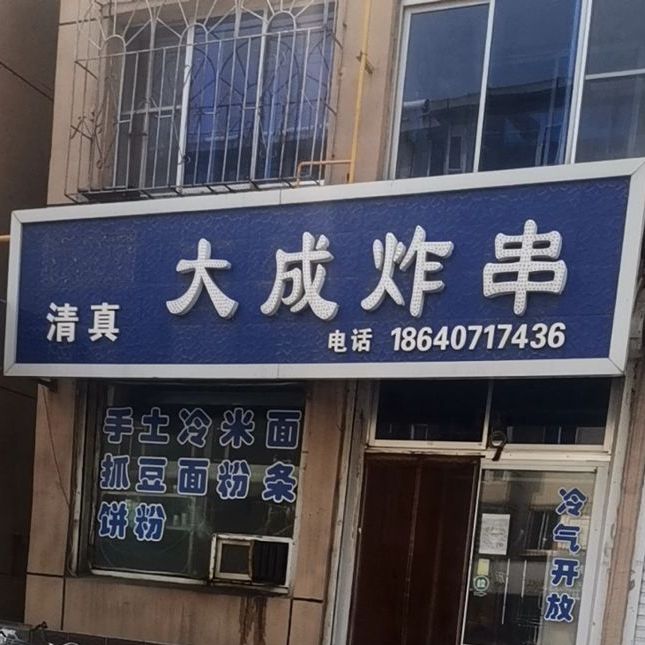 大成炸串
清真
电话 18640717436
手土冷米面
抓豆面粉条
饼粉
冷气开放